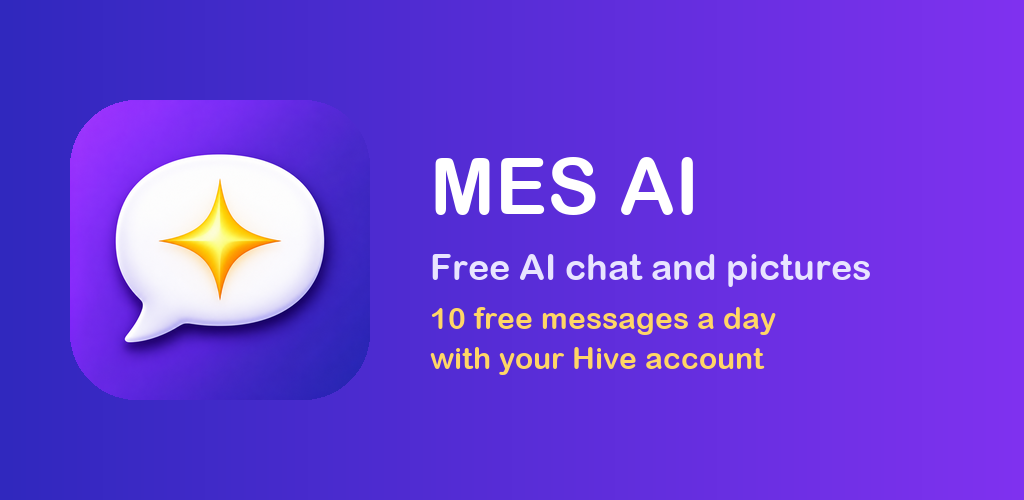 MES AI
Free AI chat and pictures
10 free messages a day
with your Hive account